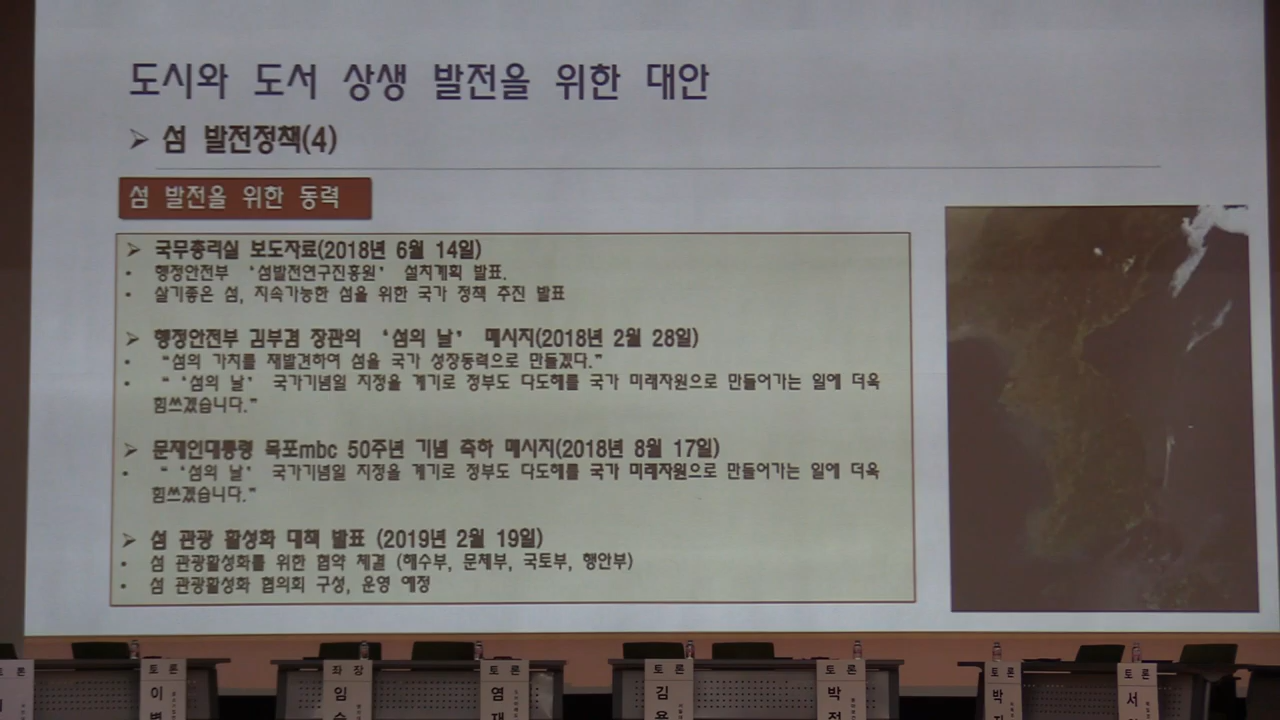 도시와 도서 상생 발전을 위한 대안
➢ 섬 발전정책(4)
섬 발전을 위한 동력
➢ 국무총리실 보도자료(2018년 6월 14일)
• 행정안전부 ‘섬발전연구진흥원’ 설치계획 발표.
• 살기좋은 섬, 지속가능한 섬을 위한 국가 정책 추진 발표
➢ 행정안전부 김부겸 장관의 ‘섬의 날’ 메시지(2018년 2월 28일)
• “섬의 가치를 재발견하여 섬을 국가 성장동력으로 만들겠다.”
• “ ‘섬의 날’ 국가기념일 지정을 계기로 정부도 다도해를 국가 미래자원으로 만들어가는 일에 더욱
힘쓰겠습니다.”
➢ 문재인대통령 목포mbc 50주년 기념 축하 메시지(2018년 8월 17일)
• “ ‘섬의 날’ 국가기념일 지정을 계기로 정부도 다도해를 국가 미래자원으로 만들어가는 일에 더욱
힘쓰겠습니다.”
➢ 섬 관광 활성화 대책 발표 (2019년 2월 19일)
• 섬 관광활성화를 위한 협약 체결 (해수부, 문체부, 국토부, 행안부)
• 섬 관광활성화 협의회 구성, 운영 예정
토론 좌장 토론 토론 토론 토론 토론
이 임 염 김 박 박 서